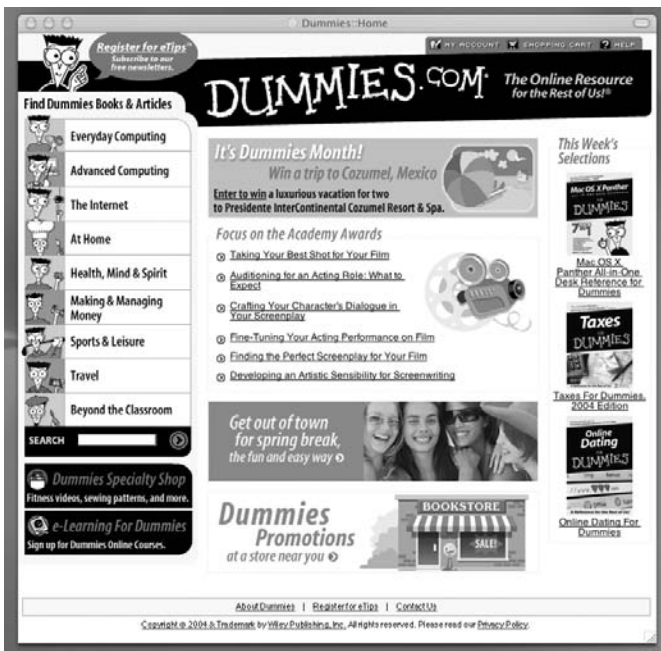 Dummies::Home
Register for eTips™
Subscribe to our
free newsletters.
MY ACCOUNT SHOPPING CART ? HELP
DUMMIES.COM®
The Online Resource
for the Rest of Us!®
Find Dummies Books & Articles
Everyday Computing
Advanced Computing
The Internet
At Home
Health, Mind & Spirit
Making & Managing
Money
Sports & Leisure
Travel
Beyond the Classroom
SEARCH
Dummies Specialty Shop
Fitness videos, sewing patterns, and more.
e-Learning For Dummies
Sign up for Dummies Online Courses.
It's Dummies Month!
Win a trip to Cozumel, Mexico
Enter to win a luxurious vacation for two
to Presidente InterContinental Cozumel Resort & Spa.
Focus on the Academy Awards
Taking Your Best Shot for Your Film
Auditioning for an Acting Role: What to
Expect
Crafting Your Character's Dialogue in
Your Screenplay
Fine-Tuning Your Acting Performance on Film
Finding the Perfect Screenplay for Your Film
Developing an Artistic Sensibility for Screenwriting
Get out of town
for spring break,
the fun and easy way
Dummies
Promotions
at a store near you
BOOKSTORE
SALE!
This Week's
Selections
Mac OS X Panther
DUMMIES
Mac OS X
Panther All-in-One
Desk Reference for
Dummies
Taxes
FOR
DUMMIES
Taxes For Dummies,
2004 Edition
Online
Dating
FOR
DUMMIES
Online Dating For
Dummies
About Dummies | Register for eTips | Contact Us
Copyright © 2004 & Trademark by Wiley Publishing, Inc. All rights reserved. Please read our Privacy Policy.